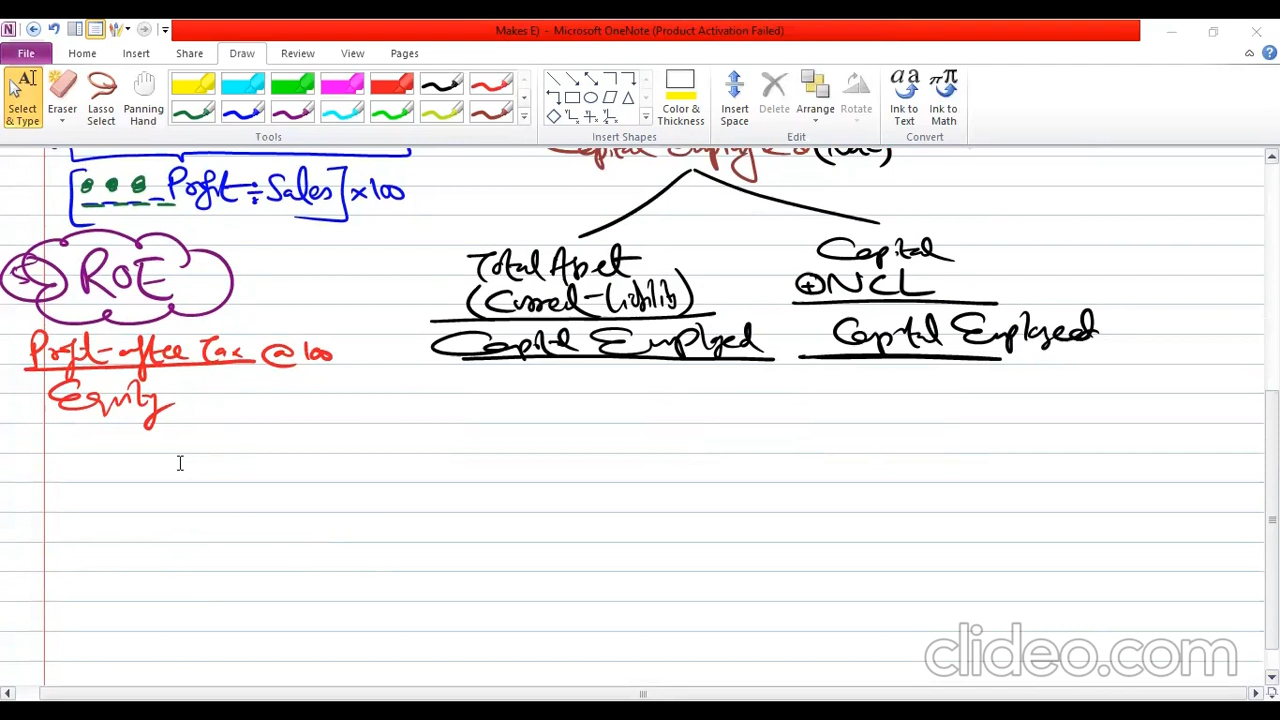 Makes E) - Microsoft OneNote (Product Activation Failed)
File Home Insert Share Draw Review View Pages
Select & Type
Eraser
Lasso Select
Panning Hand
Color & Thickness
Insert Space
Delete
Arrange
Rotate
Ink to Text
Ink to Math
Tools
Insert Shapes
Edit
Convert
Capital Employed
[ Profit ÷ Sales] x 100
5 ROE
Profit after Tax @ 100
Equity
Total Asset
(Current Liability)
Capital Employed
Capital
+ NCL
Capital Employed
clideo.com